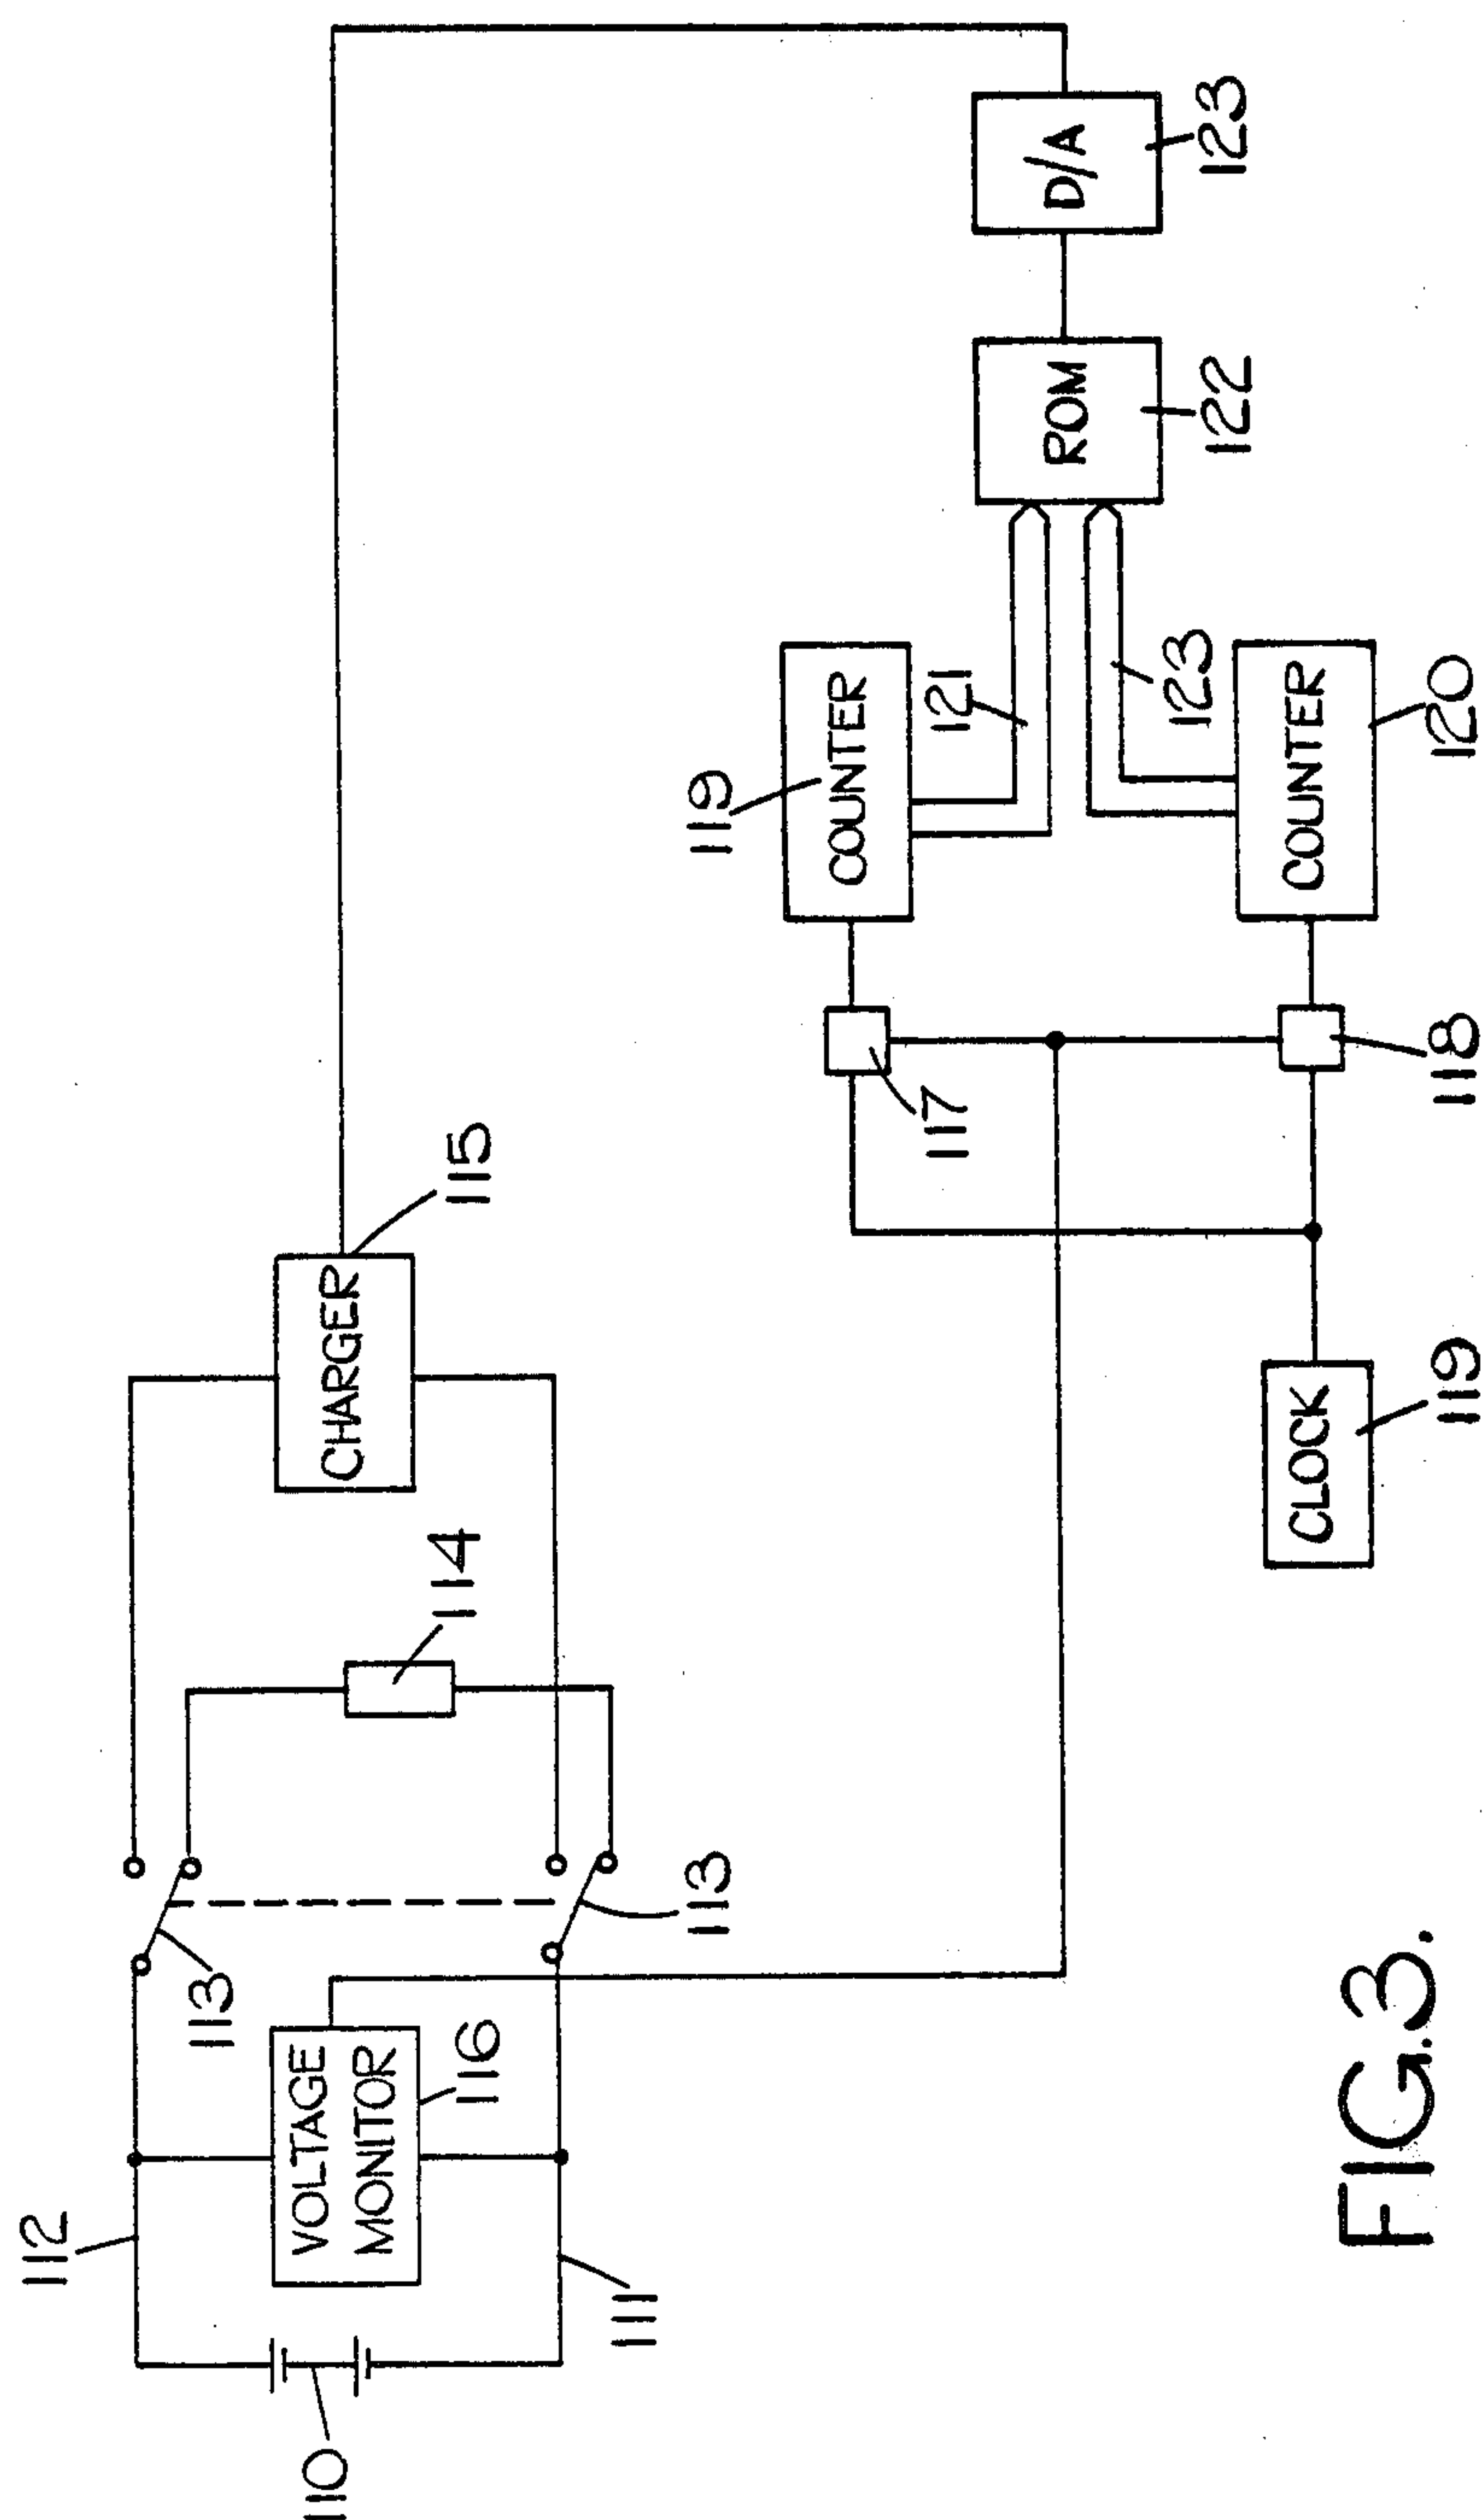 112
110
VOLTAGE
MONITOR
116
111
113
113
114
CHARGER
115
119
COUNTER
117
121
ROM
122
D/A
123
123
CLOCK
119
118
COUNTER
120
FIG.3.